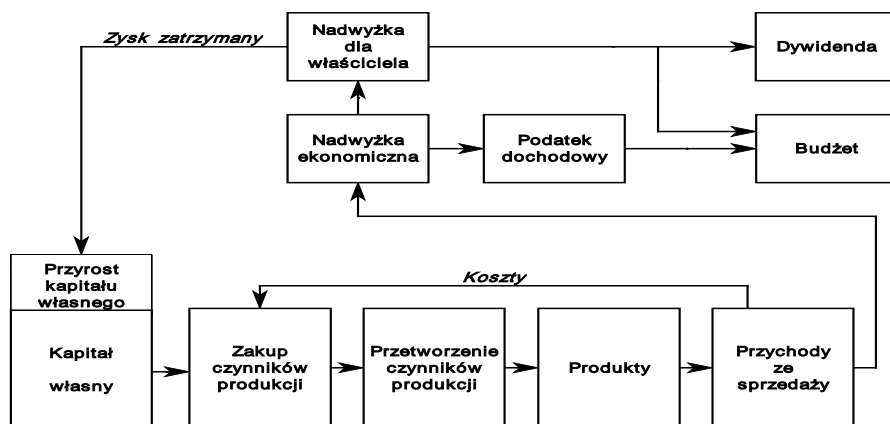 Zysk zatrzymany
Nadwyżka
dla
właściciela
Dywidenda
Nadwyżka
ekonomiczna
Podatek
dochodowy
Budżet
Przyrost
kapitału
własnego
Koszty
Kapitał
własny
Zakup
czynników
produkcji
Przetworzenie
czynników
produkcji
Produkty
Przychody
ze
sprzedaży